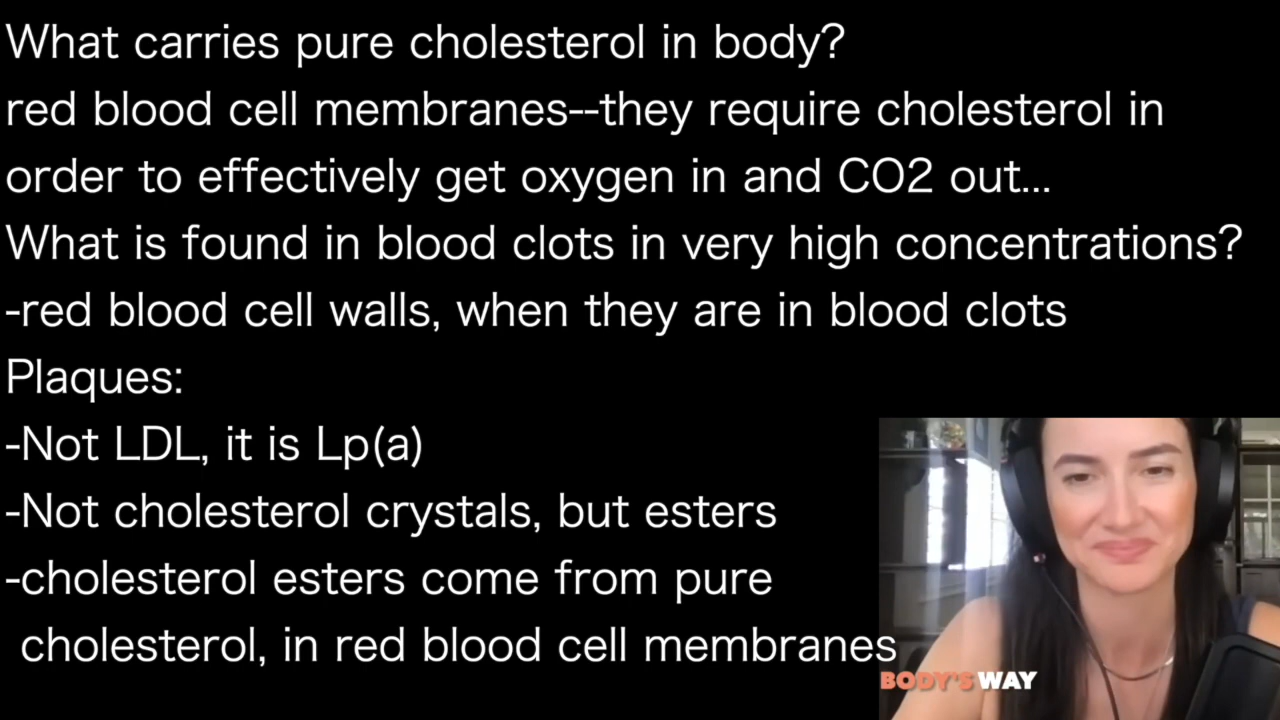 What carries pure cholesterol in body?
red blood cell membranes--they require cholesterol in
order to effectively get oxygen in and CO2 out...
What is found in blood clots in very high concentrations?
-red blood cell walls, when they are in blood clots
Plaques:
-Not LDL, it is Lp(a)
-Not cholesterol crystals, but esters
-cholesterol esters come from pure
cholesterol, in red blood cell membranes
BODY'S WAY